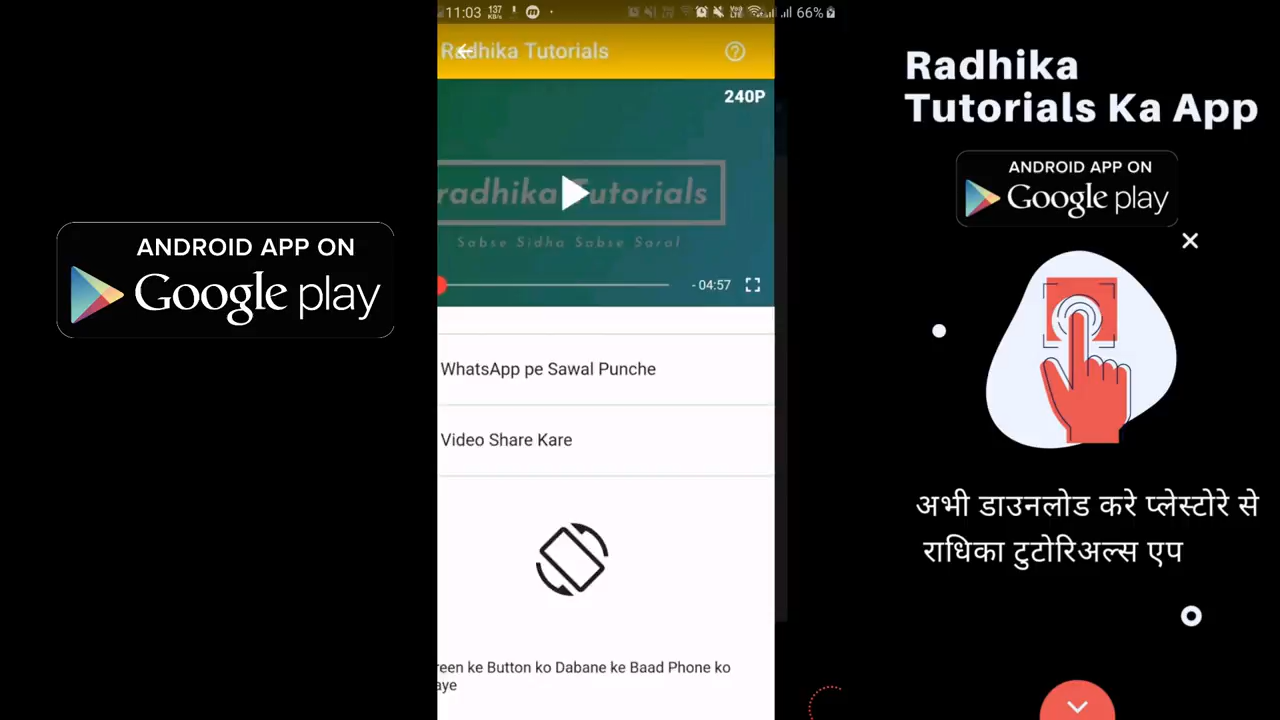 ANDROID APP ON
Google play
11:03 137 KB/s
66%
Radhika Tutorials
240P
radhika Tutorials
Sabse Sidha Sabse Saral
- 04:57
WhatsApp pe Sawal Punche
Video Share Kare
reen ke Button ko Dabane ke Baad Phone ko
aye
Radhika
Tutorials Ka App
ANDROID APP ON
Google play
अभी डाउनलोड करे प्लेस्टोरे से
राधिका टुटोरिअल्स एप